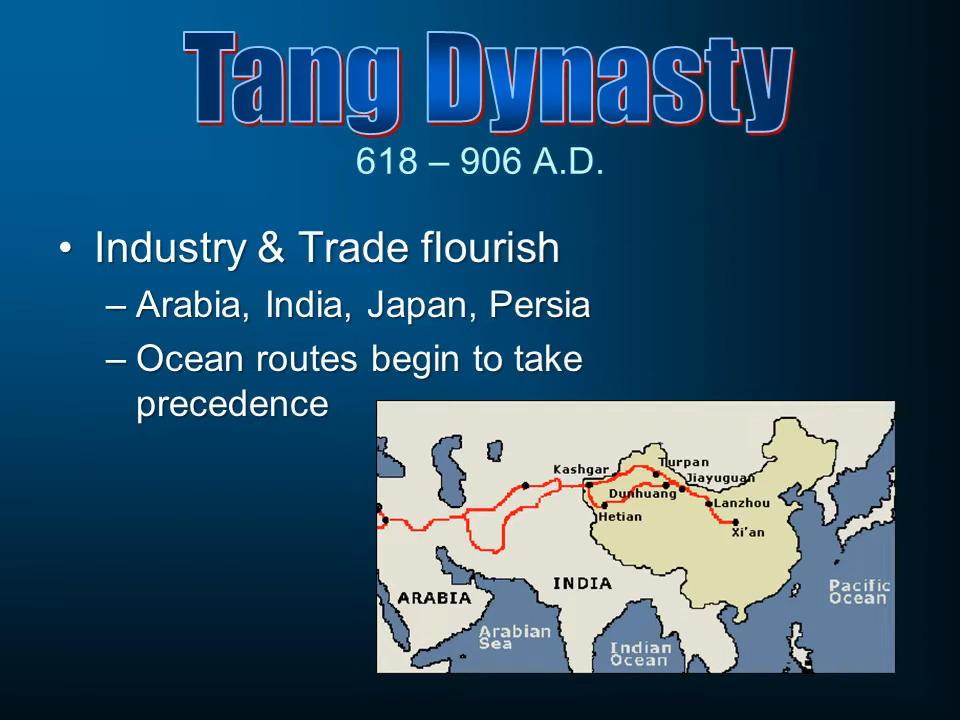 Tang Dynasty
618 – 906 A.D.
• Industry & Trade flourish
– Arabia, India, Japan, Persia
– Ocean routes begin to take
precedence
Kashgar
Turpan
Jiayuguan
Dunhuang
Lanzhou
Hetian
Xi'an
INDIA
ARABIA
Pacific
Ocean
Arabian
Sea
Indian
Ocean